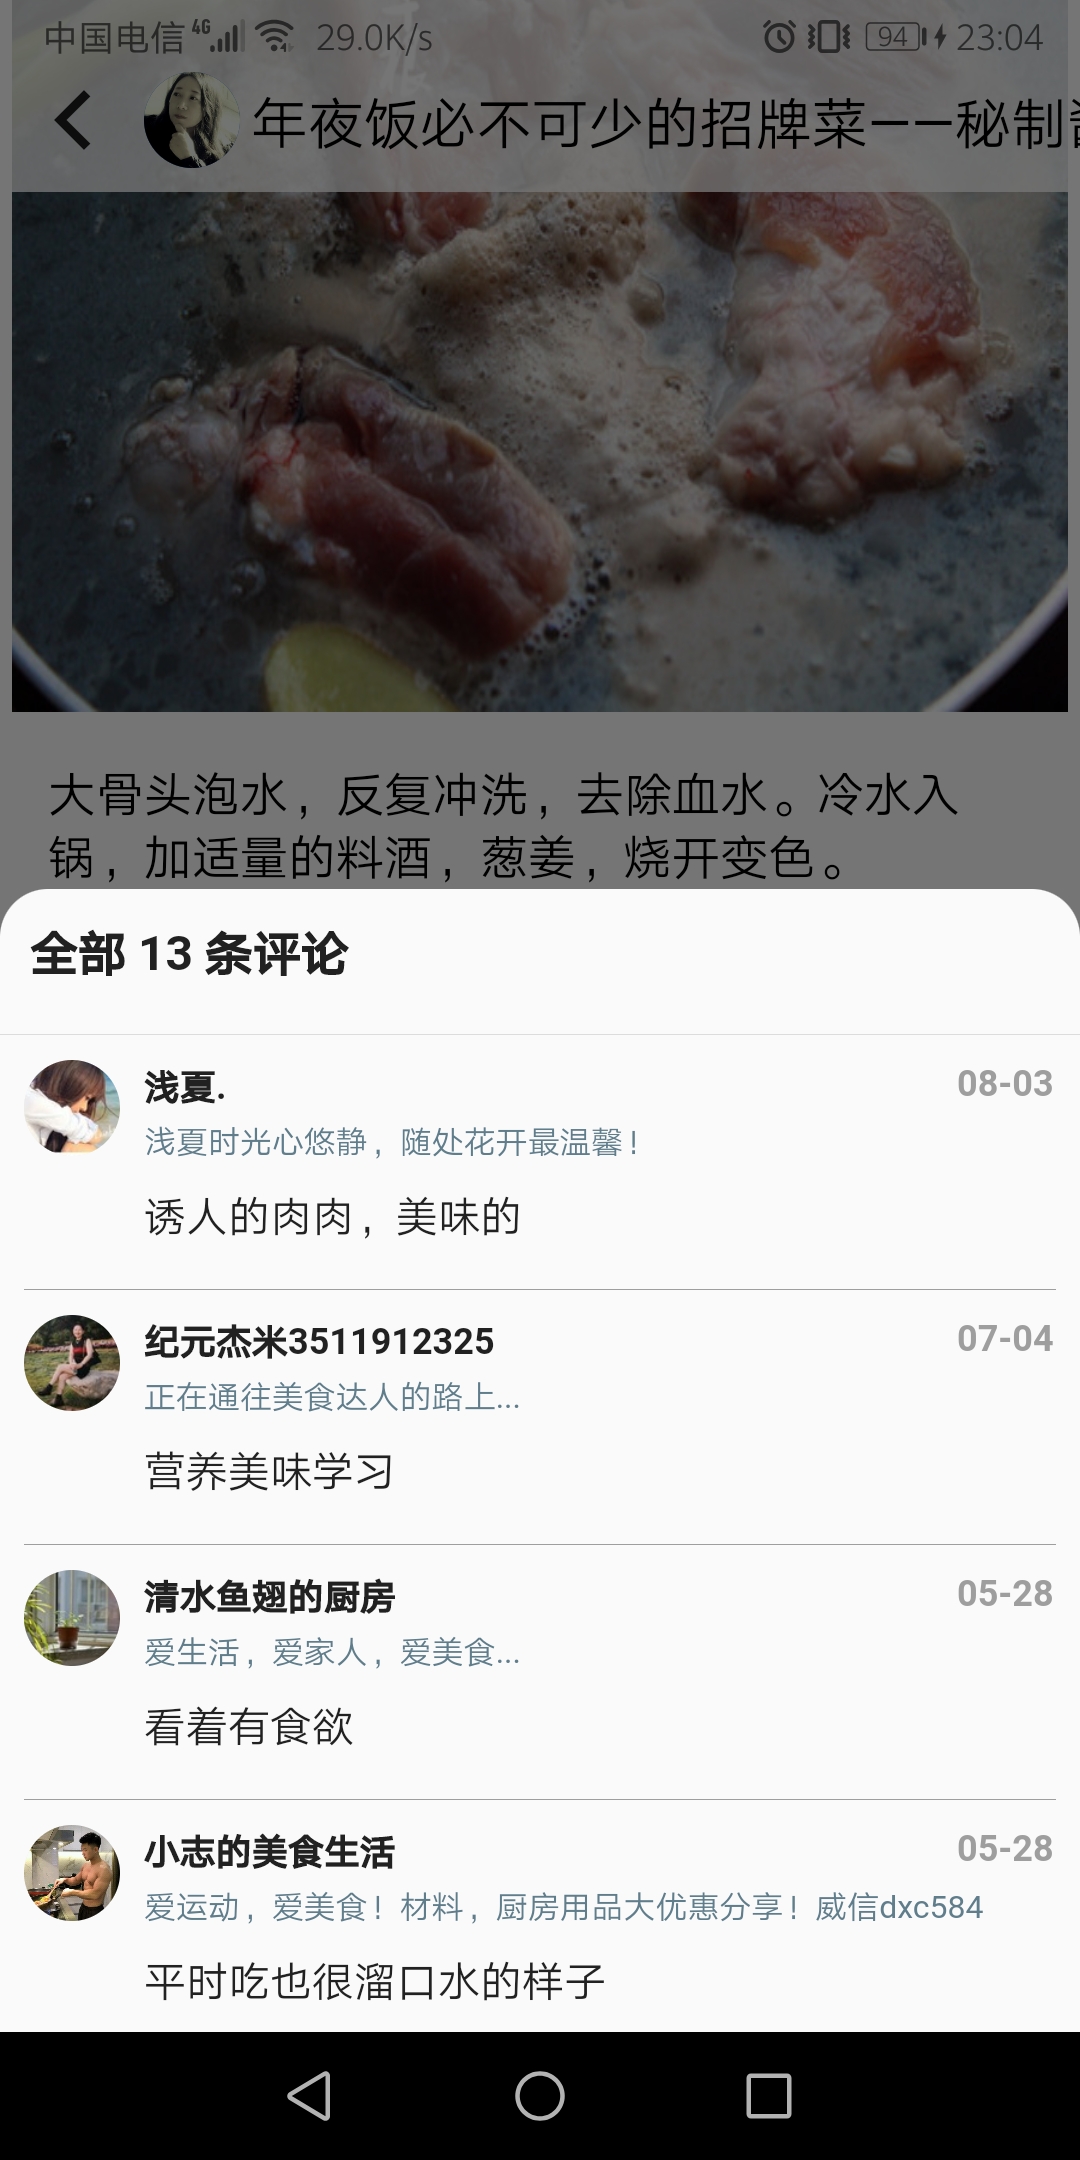 中国电信 4G 29.0K/s 94 23:04
年夜饭必不可少的招牌菜——秘制
大骨头泡水，反复冲洗，去除血水。冷水入
锅，加适量的料酒，葱姜，烧开变色。
全部 13 条评论
浅夏. 08-03
浅夏时光心悠静，随处花开最温馨！
诱人的肉肉，美味的
纪元杰米3511912325 07-04
正在通往美食达人的路上...
营养美味学习
清水鱼翅的厨房 05-28
爱生活，爱家人，爱美食...
看着有食欲
小志的美食生活 05-28
爱运动，爱美食！材料，厨房用品大优惠分享！威信dxc584
平时吃也很溜口水的样子